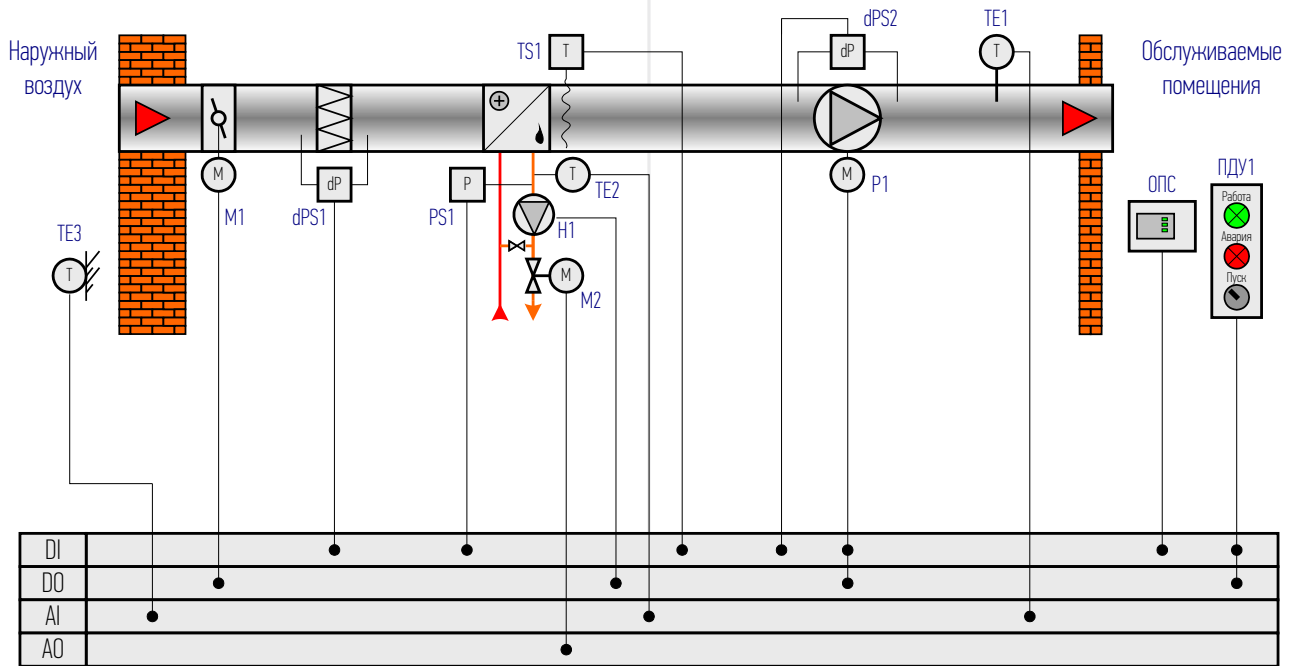 Наружный
воздух
TS1
T
dPS2
dP
TE1
T
Обслуживаемые
помещения
M
M1
dP
dPS1
P
PS1
T
TE2
H1
M
M2
M
P1
ОПС
ПДУ1
Работа
Авария
Пуск
TE3
T
DI
DO
AI
AO